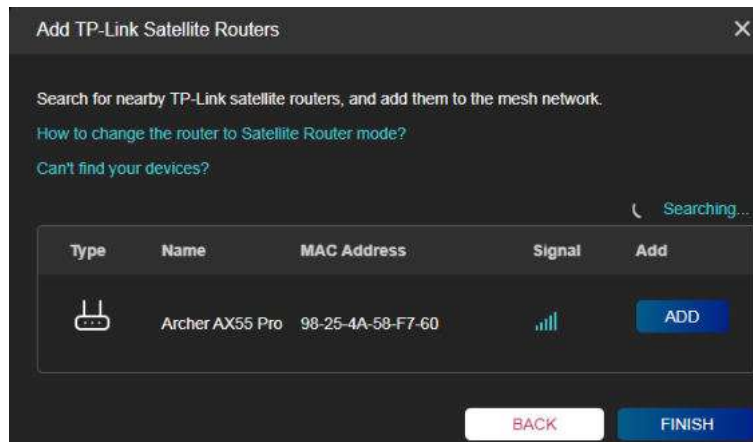 Add TP-Link Satellite Routers
Search for nearby TP-Link satellite routers, and add them to the mesh network.
How to change the router to Satellite Router mode?
Can't find your devices?
Searching...
Type Name MAC Address Signal Add
Archer AX55 Pro 98-25-4A-58-F7-60 ADD
BACK FINISH